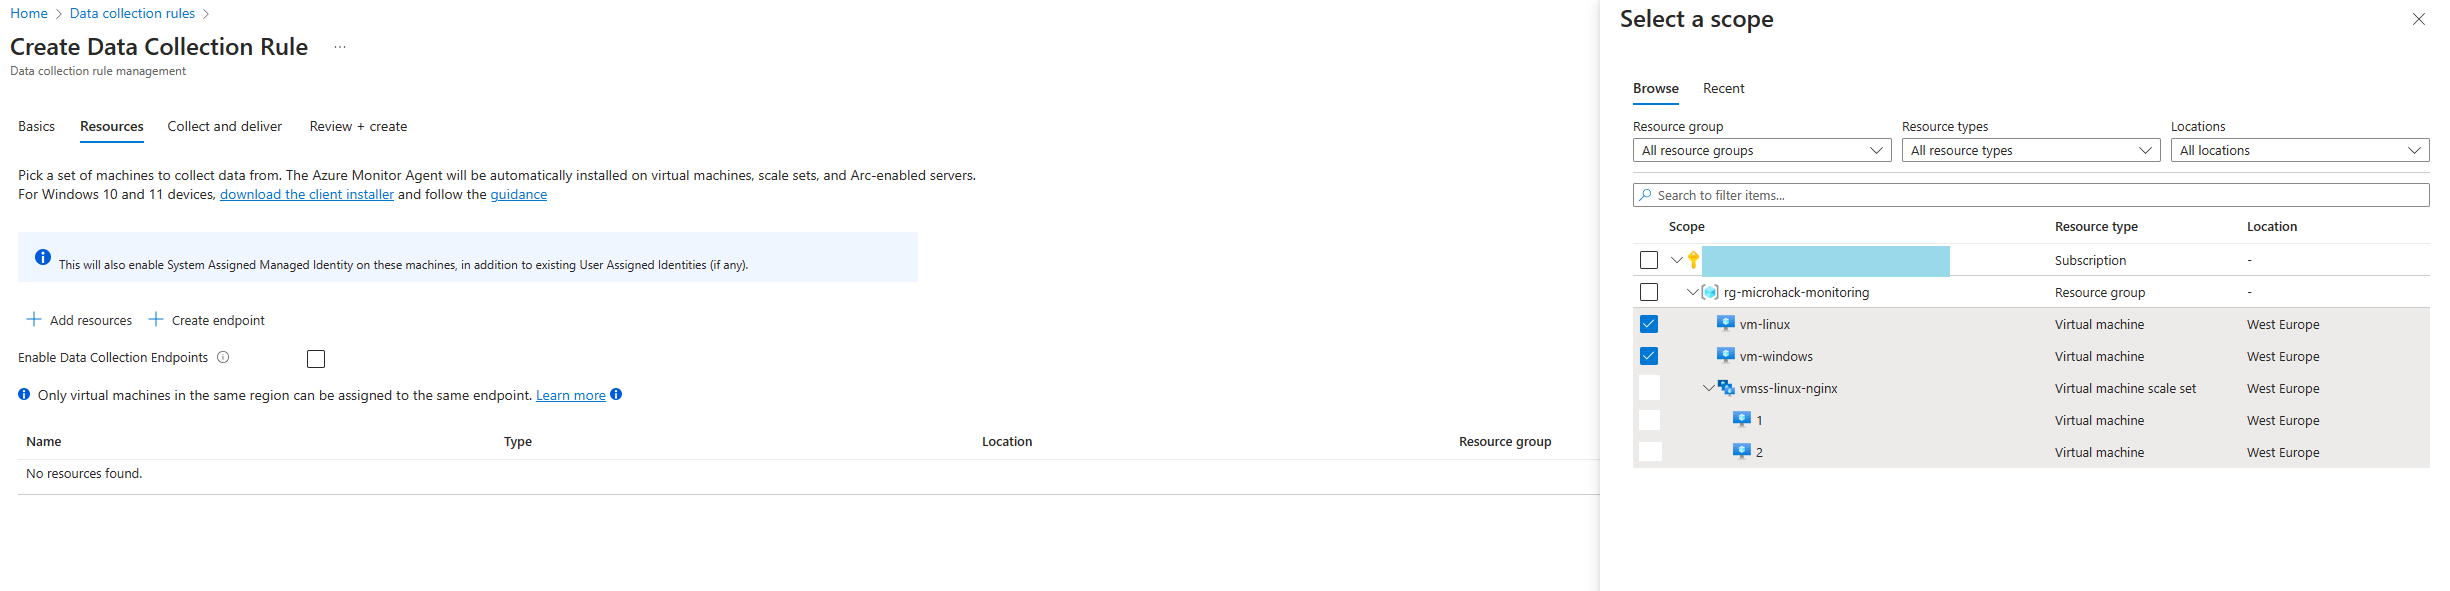 Home > Data collection rules >
Create Data Collection Rule ...
Data collection rule management
Basics Resources Collect and deliver Review + create
Pick a set of machines to collect data from. The Azure Monitor Agent will be automatically installed on virtual machines, scale sets, and Arc-enabled servers.
For Windows 10 and 11 devices, download the client installer and follow the guidance
This will also enable System Assigned Managed Identity on these machines, in addition to existing User Assigned Identities (if any).
+ Add resources + Create endpoint
Enable Data Collection Endpoints
Only virtual machines in the same region can be assigned to the same endpoint. Learn more
Name Type Location Resource group
No resources found.
Select a scope
Browse Recent
Resource group Resource types Locations
All resource groups All resource types All locations
Search to filter items...
Scope Resource type Location
Subscription -
rg-microhack-monitoring Resource group -
vm-linux Virtual machine West Europe
vm-windows Virtual machine West Europe
vmss-linux-nginx Virtual machine scale set West Europe
1 Virtual machine West Europe
2 Virtual machine West Europe